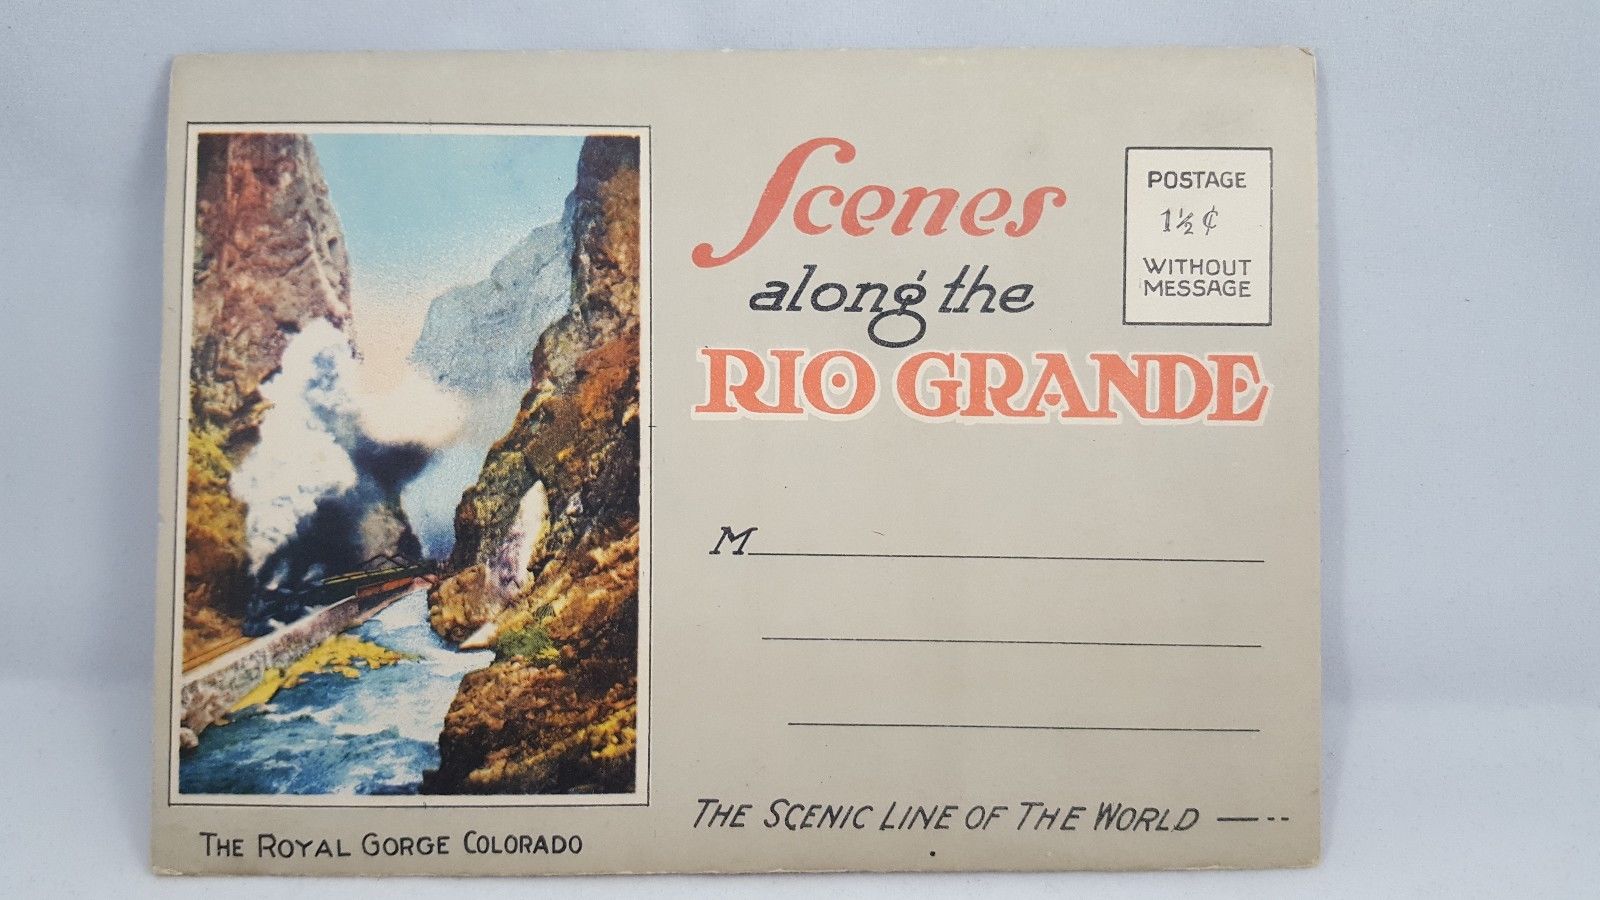 Scenes
along the
RIO GRANDE
POSTAGE
1½¢
WITHOUT
MESSAGE
M
THE SCENIC LINE OF THE WORLD
THE ROYAL GORGE COLORADO